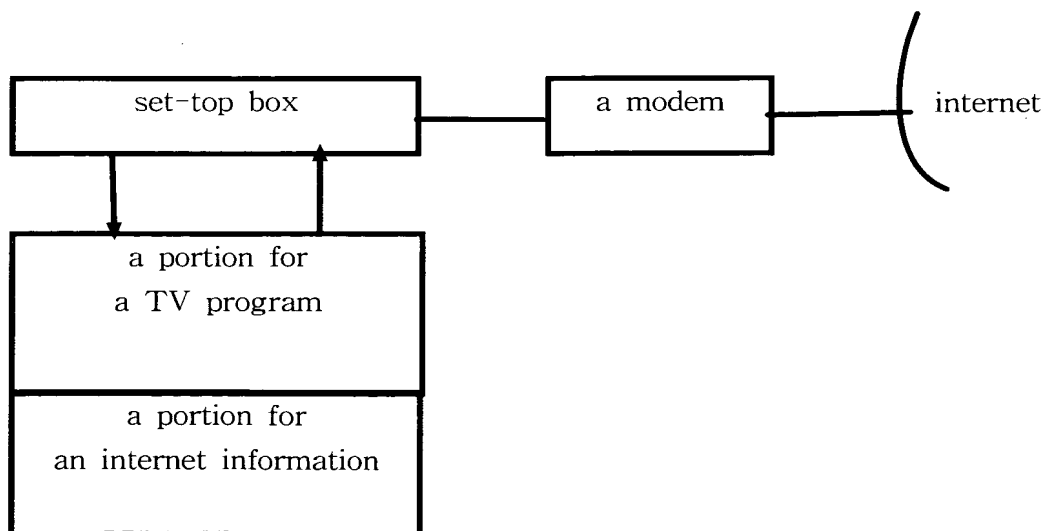 set-top box
a modem
internet
a portion for
a TV program
a portion for
an internet information